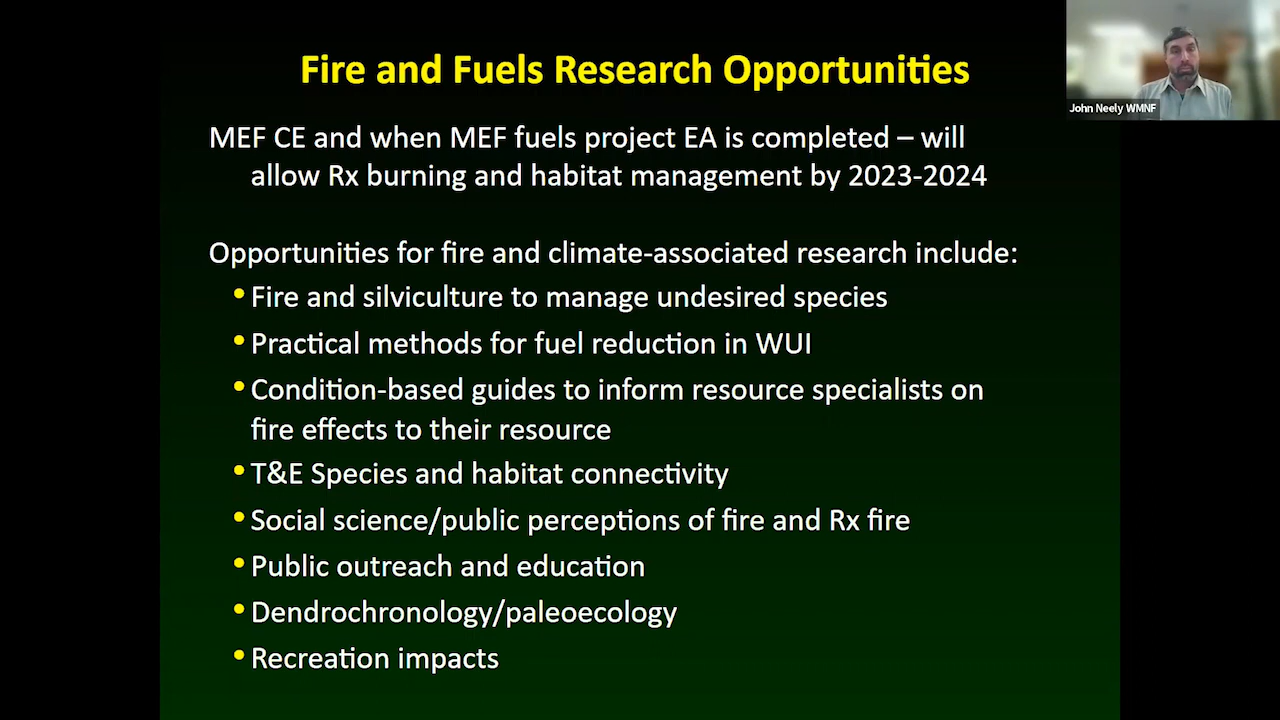 Fire and Fuels Research Opportunities
John Neely WMNF
MEF CE and when MEF fuels project EA is completed – will
allow Rx burning and habitat management by 2023-2024
Opportunities for fire and climate-associated research include:
• Fire and silviculture to manage undesired species
• Practical methods for fuel reduction in WUI
• Condition-based guides to inform resource specialists on
fire effects to their resource
• T&E Species and habitat connectivity
• Social science/public perceptions of fire and Rx fire
• Public outreach and education
• Dendrochronology/paleoecology
• Recreation impacts